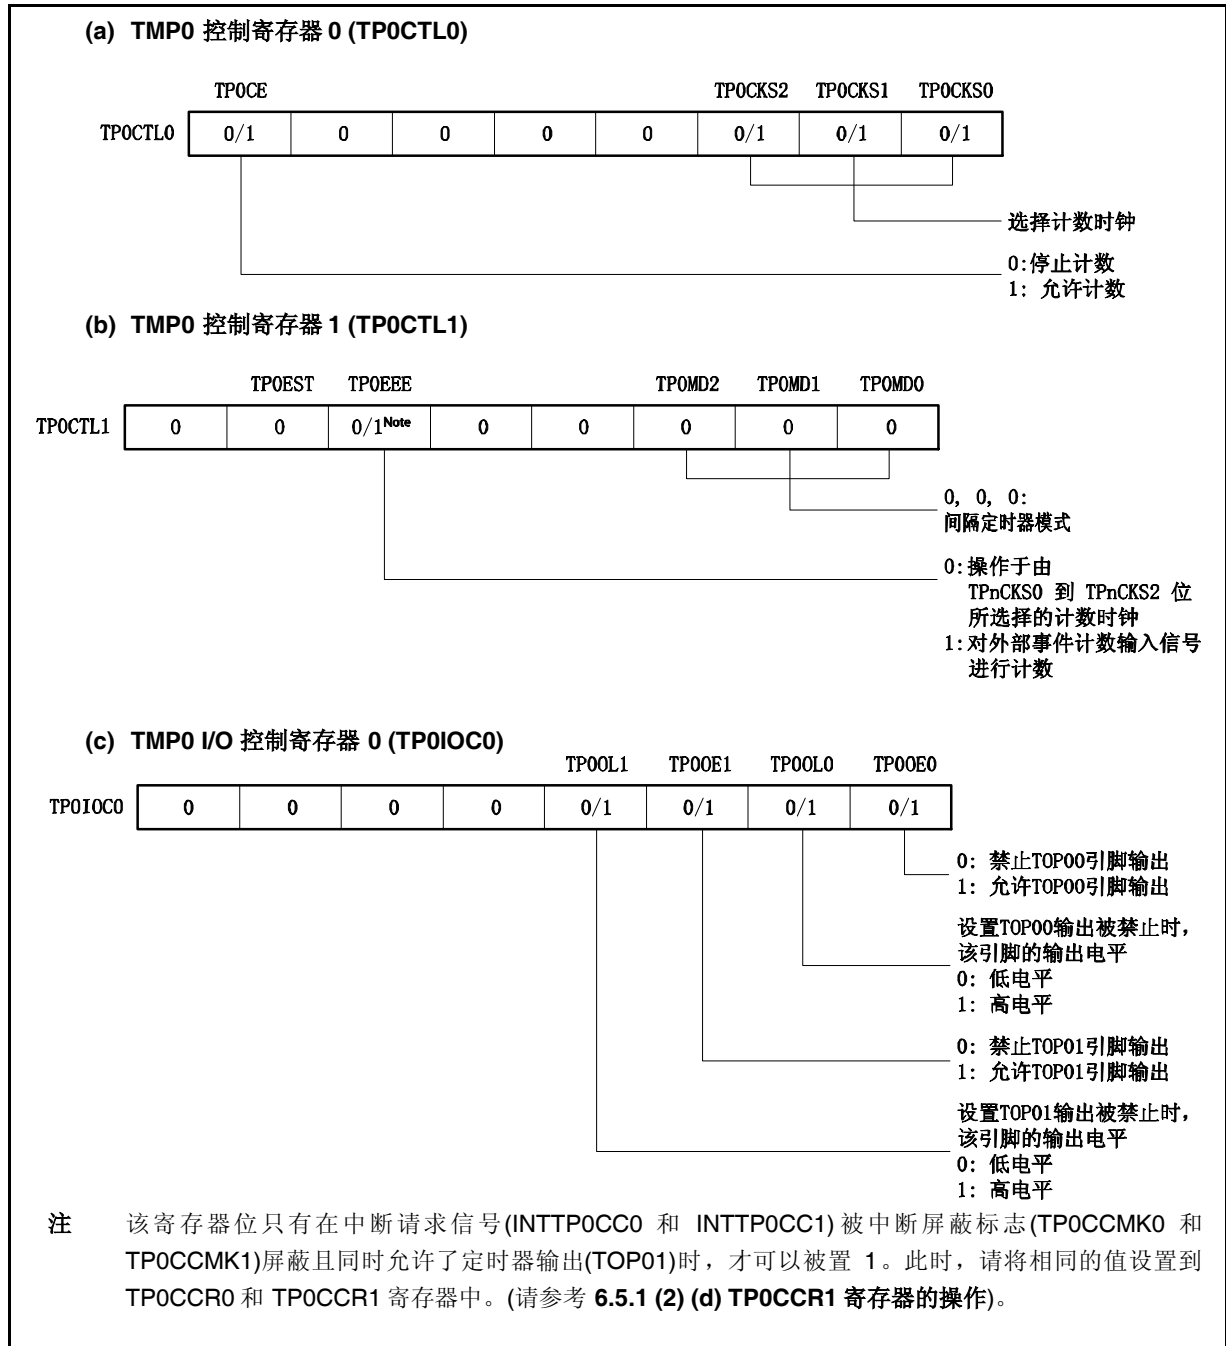 (a) TMP0 控制寄存器 0 (TP0CTL0)
TP0CE TP0CKS2 TP0CKS1 TP0CKS0
TP0CTL0 0/1 0 0 0 0 0/1 0/1 0/1
选择计数时钟
0:停止计数
1: 允许计数
(b) TMP0 控制寄存器 1 (TP0CTL1)
TP0EST TP0EEE TP0MD2 TP0MD1 TP0MD0
TP0CTL1 0 0 0/1Note 0 0 0 0 0
0, 0, 0:
间隔定时器模式
0:操作于由
TPnCKS0 到 TPnCKS2 位
所选择的计数时钟
1:对外部事件计数输入信号
进行计数
(c) TMP0 I/O 控制寄存器 0 (TP0IOC0)
TP0OL1 TP0OE1 TP0OL0 TP0OE0
TP0IOC0 0 0 0 0 0/1 0/1 0/1 0/1
0: 禁止TOP00引脚输出
1: 允许TOP00引脚输出
设置TOP00输出被禁止时,
该引脚的输出电平
0: 低电平
1: 高电平
0: 禁止TOP01引脚输出
1: 允许TOP01引脚输出
设置TOP01输出被禁止时,
该引脚的输出电平
0: 低电平
1: 高电平
注 该寄存器位只有在中断请求信号(INTTP0CC0 和 INTTP0CC1)被中断屏蔽标志(TP0CCMK0 和
TP0CCMK1)屏蔽且同时允许了定时器输出(TOP01)时，才可以被置 1。此时，请将相同的值设置到
TP0CCR0 和 TP0CCR1 寄存器中。(请参考 6.5.1 (2) (d) TP0CCR1 寄存器的操作)。